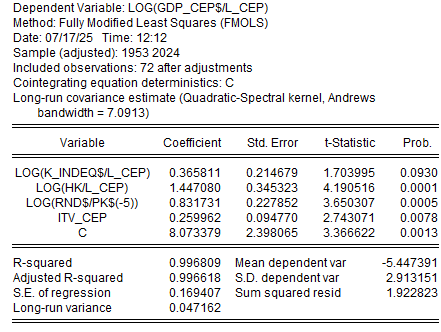 Dependent Variable: LOG(GDP_CEP$/L_CEP)
Method: Fully Modified Least Squares (FMOLS)
Date: 07/17/25 Time: 12:12
Sample (adjusted): 1953 2024
Included observations: 72 after adjustments
Cointegrating equation deterministics: C
Long-run covariance estimate (Quadratic-Spectral kernel, Andrews
bandwidth = 7.0913)
Variable Coefficient Std. Error t-Statistic Prob.
LOG(K_INDEQ$/L_CEP) 0.365811 0.214679 1.703995 0.0930
LOG(HK/L_CEP) 1.447080 0.345323 4.190516 0.0001
LOG(RND$/PK$(-5)) 0.831731 0.227852 3.650307 0.0005
ITV_CEP 0.259962 0.094770 2.743071 0.0078
C 8.073379 2.398065 3.366622 0.0013
R-squared 0.996809 Mean dependent var -5.447391
Adjusted R-squared 0.996618 S.D. dependent var 2.913151
S.E. of regression 0.169407 Sum squared resid 1.922823
Long-run variance 0.047162